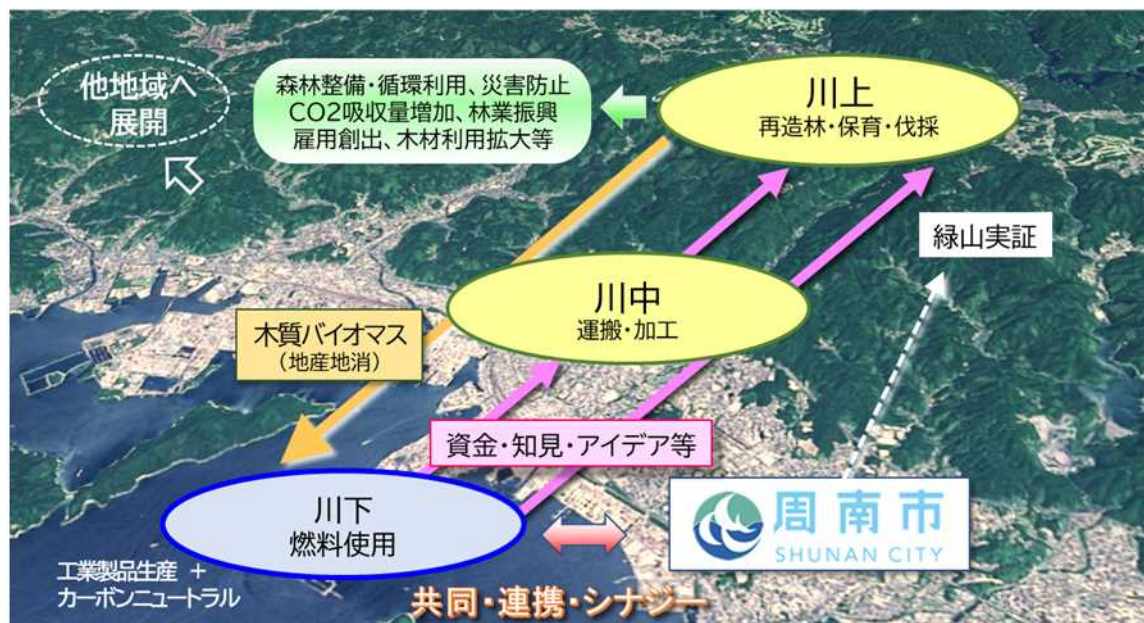 他地域へ
展開
森林整備・循環利用、災害防止
CO2吸収量増加、林業振興
雇用創出、木材利用拡大等
川上
再造林・保育・伐採
緑山実証
川中
運搬・加工
木質バイオマス
（地産地消）
資金・知見・アイデア等
川下
燃料使用
周南市
SHUNAN CITY
工業製品生産 +
カーボンニュートラル
共同・連携・シナジー